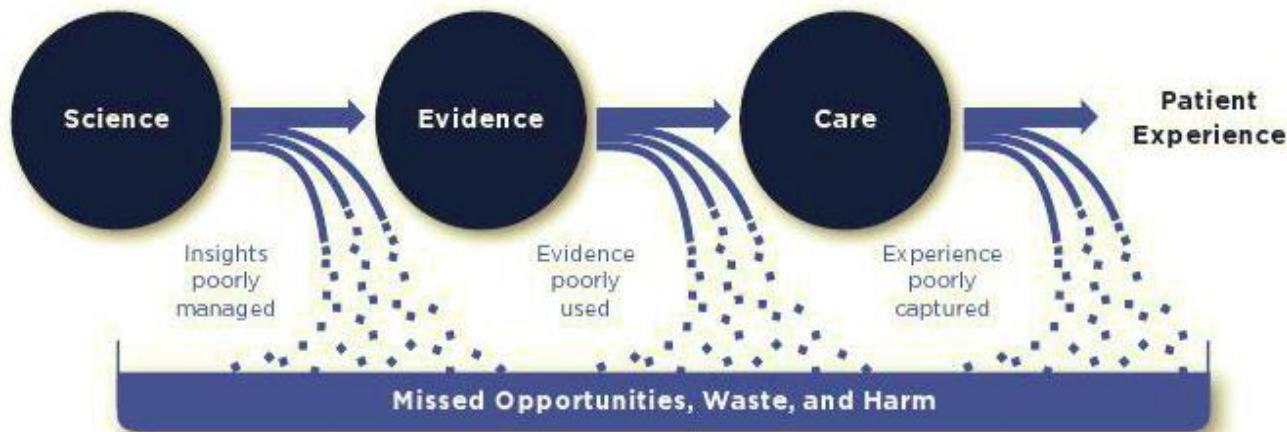 Science
Evidence
Care
Patient
Experience
Insights
poorly
managed
Evidence
poorly
used
Experience
poorly
captured
Missed Opportunities, Waste, and Harm